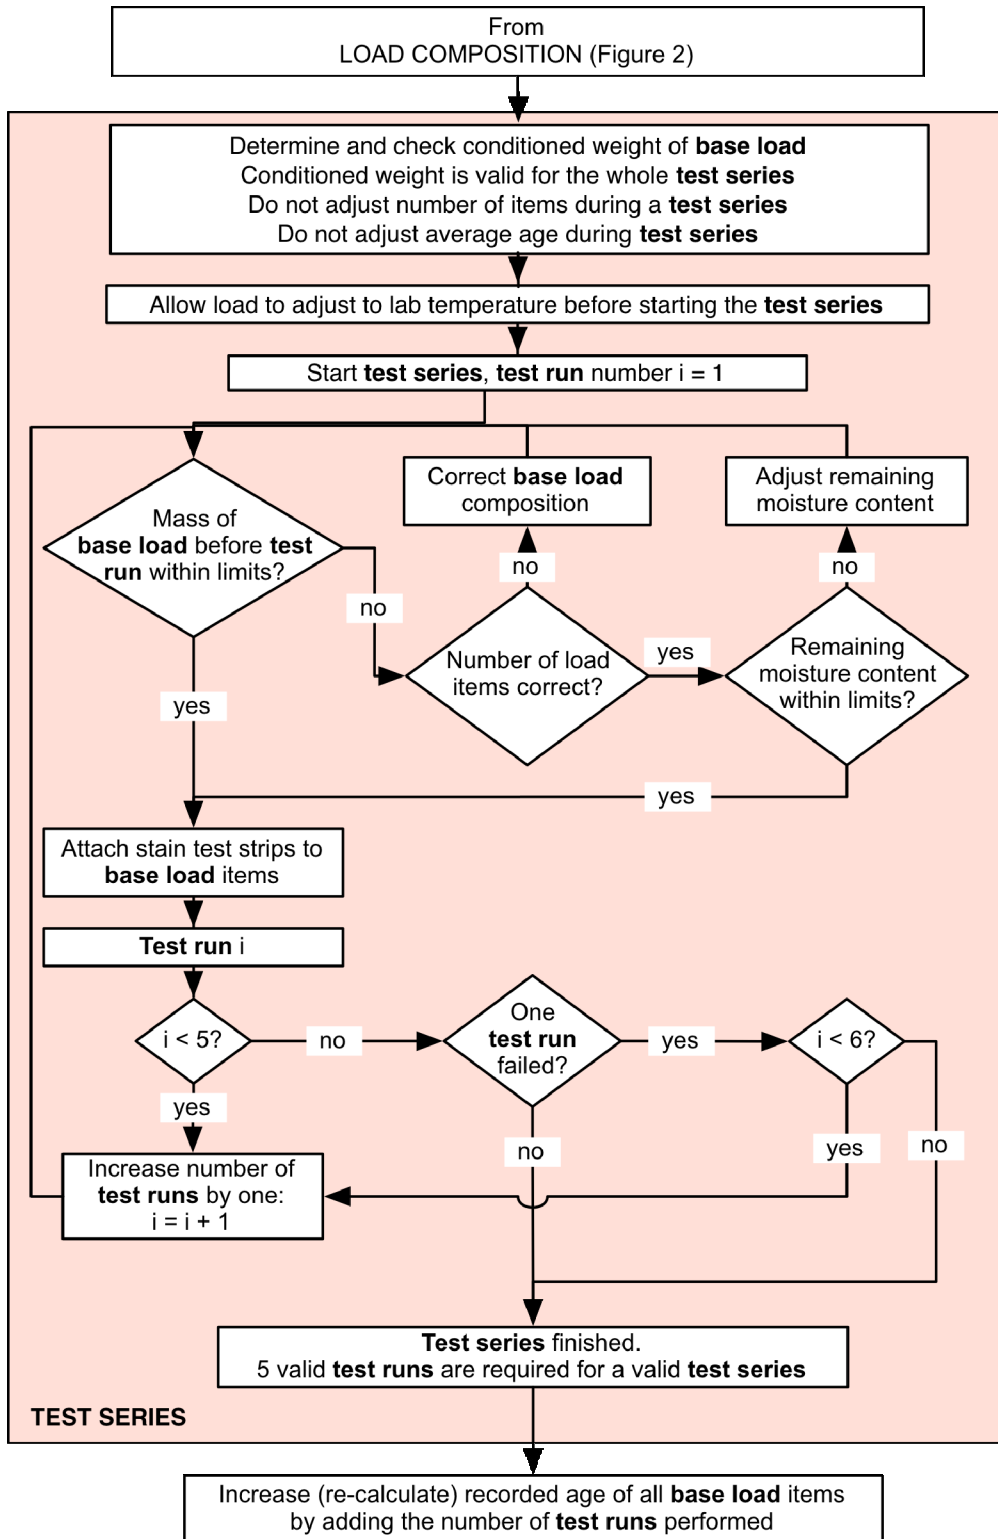 From
LOAD COMPOSITION (Figure 2)
Determine and check conditioned weight of base load
Conditioned weight is valid for the whole test series
Do not adjust number of items during a test series
Do not adjust average age during test series
Allow load to adjust to lab temperature before starting the test series
Start test series, test run number i = 1
Mass of
base load before test
run within limits?
Correct base load
composition
Adjust remaining
moisture content
no
no
no
Number of load
items correct?
yes
Remaining
moisture content
within limits?
yes
yes
Attach stain test strips to
base load items
Test run i
i < 5?
no
One
test run
failed?
yes
i < 6?
yes
no
yes
no
Increase number of
test runs by one:
i = i + 1
Test series finished.
5 valid test runs are required for a valid test series
TEST SERIES
Increase (re-calculate) recorded age of all base load items
by adding the number of test runs performed